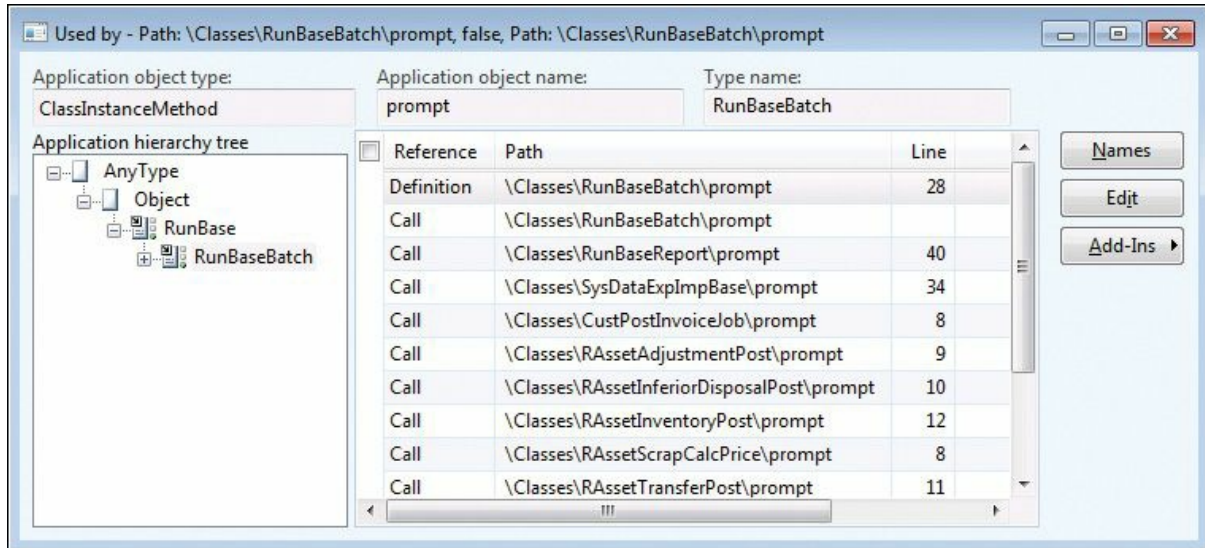 Used by - Path: \Classes\RunBaseBatch\prompt, false, Path: \Classes\RunBaseBatch\prompt
Application object type: Application object name: Type name:
ClassInstanceMethod prompt RunBaseBatch
Application hierarchy tree
AnyType
Object
RunBase
RunBaseBatch
Reference Path Line
Definition \Classes\RunBaseBatch\prompt 28
Call \Classes\RunBaseBatch\prompt
Call \Classes\RunBaseReport\prompt 40
Call \Classes\SysDataExpImpBase\prompt 34
Call \Classes\CustPostInvoiceJob\prompt 8
Call \Classes\RAssetAdjustmentPost\prompt 9
Call \Classes\RAssetInferiorDisposalPost\prompt 10
Call \Classes\RAssetInventoryPost\prompt 12
Call \Classes\RAssetScrapCalcPrice\prompt 8
Call \Classes\RAssetTransferPost\prompt 11
Names
Edit
Add-Ins